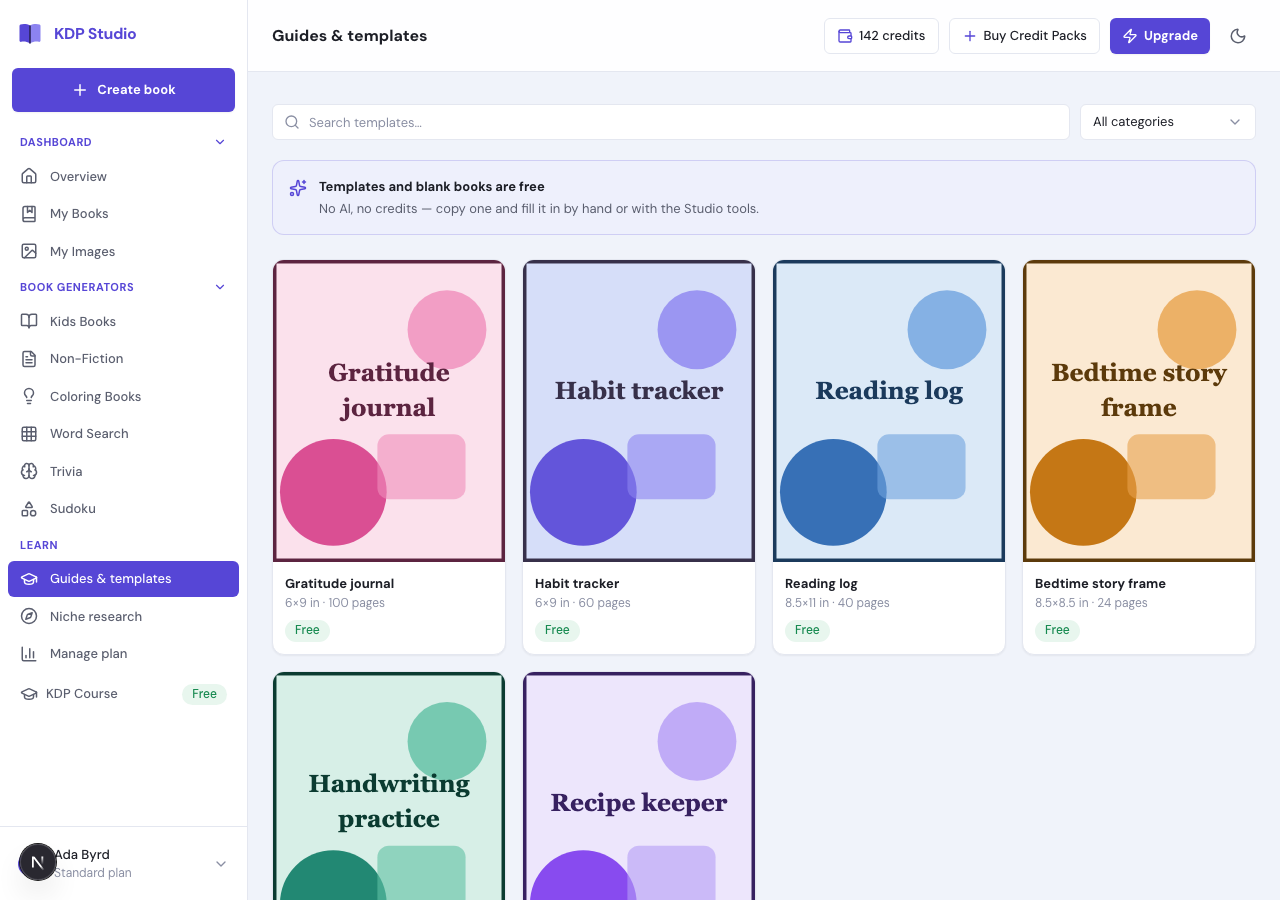 KDP Studio
Guides & templates
142 credits
Buy Credit Packs
Upgrade
Create book
DASHBOARD
Overview
My Books
My Images
BOOK GENERATORS
Kids Books
Non-Fiction
Coloring Books
Word Search
Trivia
Sudoku
LEARN
Guides & templates
Niche research
Manage plan
KDP Course
Free
N
Ada Byrd
Standard plan
Search templates…
All categories
Templates and blank books are free
No AI, no credits — copy one and fill it in by hand or with the Studio tools.
Gratitude
journal
Gratitude journal
6×9 in · 100 pages
Free
Habit tracker
Habit tracker
6×9 in · 60 pages
Free
Reading log
Reading log
8.5×11 in · 40 pages
Free
Bedtime story
frame
Bedtime story frame
8.5×8.5 in · 24 pages
Free
Handwriting
practice
Recipe keeper